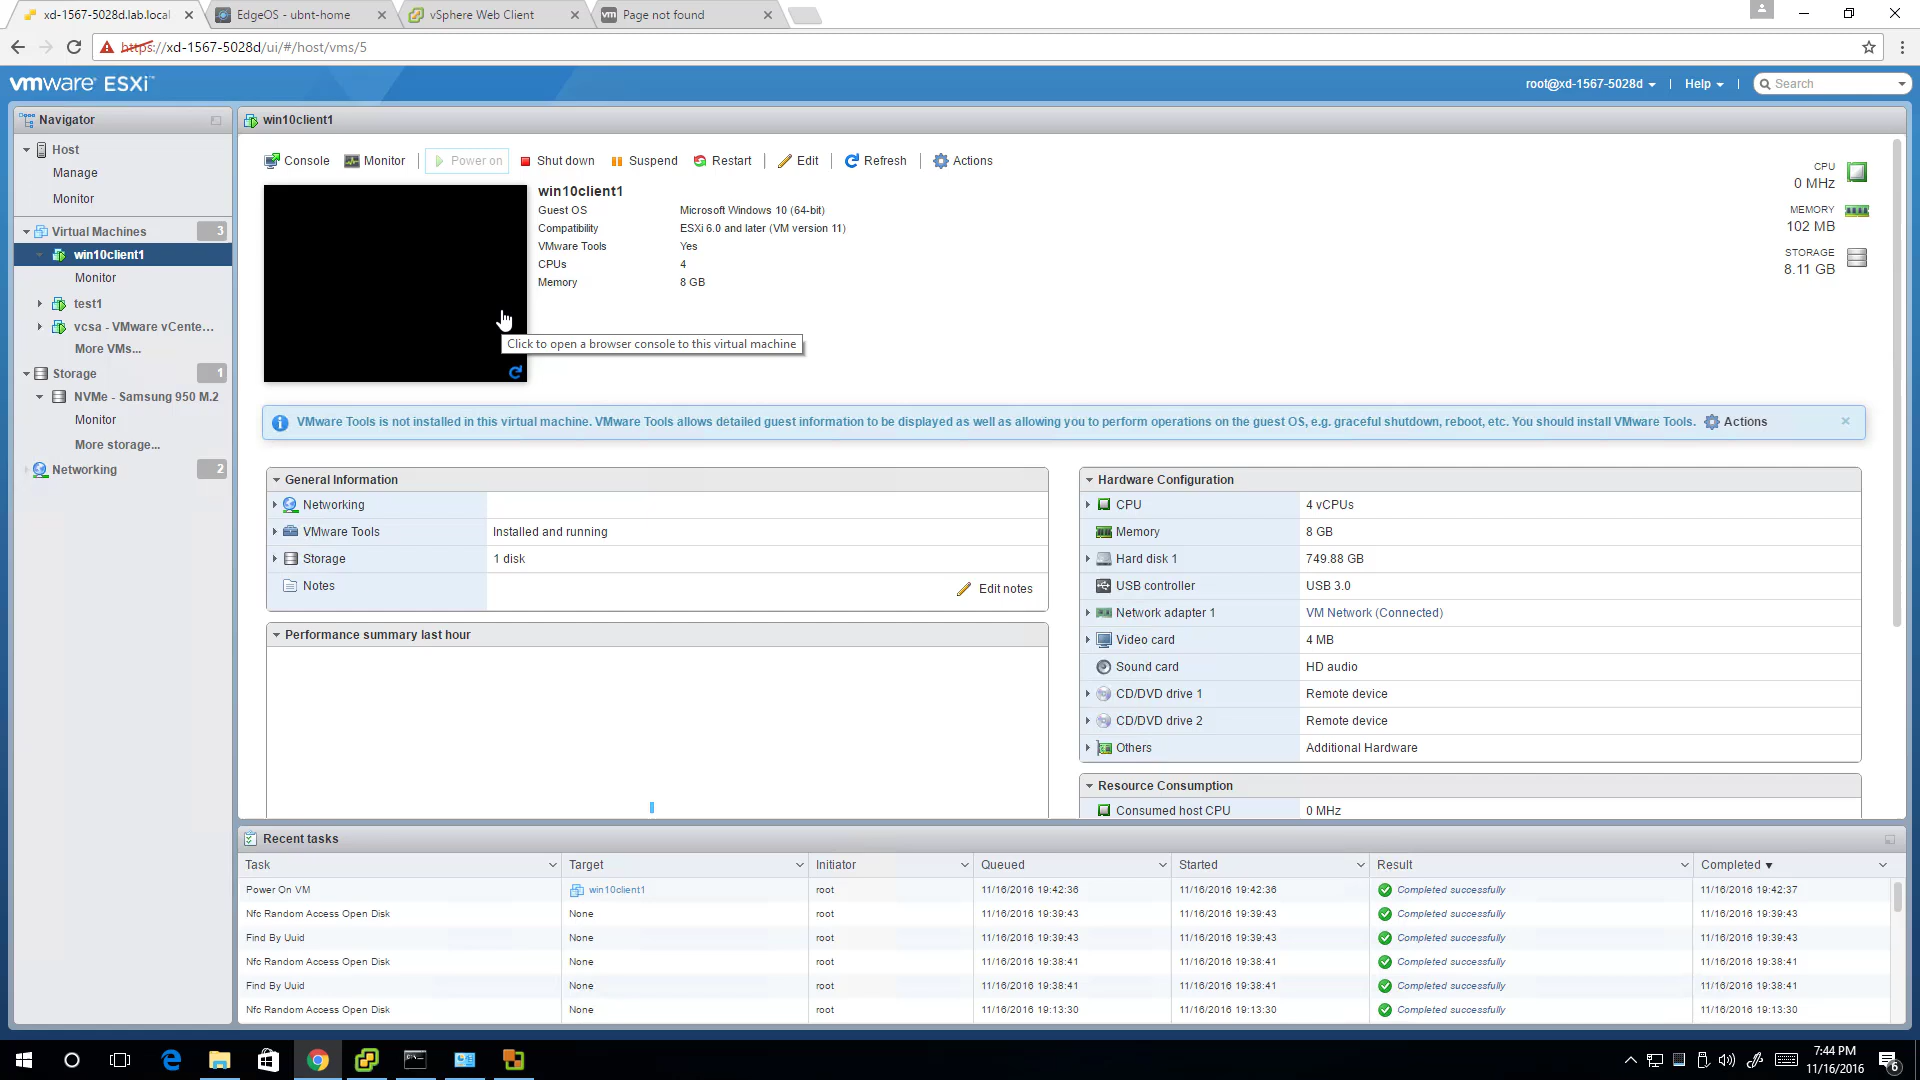 xd-1567-5028d.lab.local
EdgeOS - ubnt-home
vSphere Web Client
vm Page not found
https://xd-1567-5028d/ui/#/host/vms/5
vmware ESXi™
root@xd-1567-5028d
Help
Search
Navigator
Host
Manage
Monitor
Virtual Machines 3
win10client1
Monitor
test1
vcsa - VMware vCente...
More VMs...
Storage 1
NVMe - Samsung 950 M.2
Monitor
More storage...
Networking 2
win10client1
Console Monitor Power on Shut down Suspend Restart Edit Refresh Actions
win10client1
Guest OS Microsoft Windows 10 (64-bit)
Compatibility ESXi 6.0 and later (VM version 11)
VMware Tools Yes
CPUs 4
Memory 8 GB
Click to open a browser console to this virtual machine
CPU
0 MHz
MEMORY
102 MB
STORAGE
8.11 GB
VMware Tools is not installed in this virtual machine. VMware Tools allows detailed guest information to be displayed as well as allowing you to perform operations on the guest OS, e.g. graceful shutdown, reboot, etc. You should install VMware Tools. Actions
General Information
Networking
VMware Tools Installed and running
Storage 1 disk
Notes Edit notes
Performance summary last hour
Hardware Configuration
CPU 4 vCPUs
Memory 8 GB
Hard disk 1 749.88 GB
USB controller USB 3.0
Network adapter 1 VM Network (Connected)
Video card 4 MB
Sound card HD audio
CD/DVD drive 1 Remote device
CD/DVD drive 2 Remote device
Others Additional Hardware
Resource Consumption
Consumed host CPU 0 MHz
Recent tasks
Task Target Initiator Queued Started Result Completed
Power On VM win10client1 root 11/16/2016 19:42:36 11/16/2016 19:42:36 Completed successfully 11/16/2016 19:42:37
Nfc Random Access Open Disk None root 11/16/2016 19:39:43 11/16/2016 19:39:43 Completed successfully 11/16/2016 19:39:43
Find By Uuid None root 11/16/2016 19:39:43 11/16/2016 19:39:43 Completed successfully 11/16/2016 19:39:43
Nfc Random Access Open Disk None root 11/16/2016 19:38:41 11/16/2016 19:38:41 Completed successfully 11/16/2016 19:38:41
Find By Uuid None root 11/16/2016 19:38:41 11/16/2016 19:38:41 Completed successfully 11/16/2016 19:38:41
Nfc Random Access Open Disk None root 11/16/2016 19:13:30 11/16/2016 19:13:30 Completed successfully 11/16/2016 19:13:30
7:44 PM
11/16/2016
6